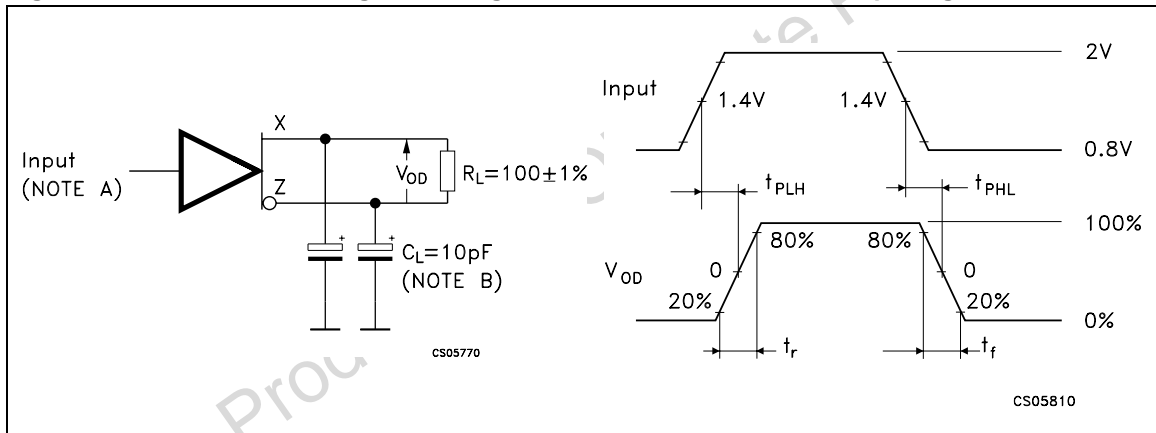 X
Input
(NOTE A)
V_OD
R_L=100±1%
Z
+
+
C_L=10pF
(NOTE B)
CS05770
2V
Input
1.4V
1.4V
0.8V
t_PLH
t_PHL
100%
80%
80%
V_OD
0
0
20%
20%
0%
t_r
t_f
CS05810